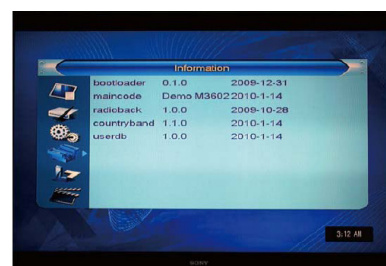 Information
bootloader 0.1.0 2009-12-31
maincode Demo M3602 2010-1-14
radioback 1.0.0 2009-10-28
countryband 1.1.0 2010-1-14
userdb 1.0.0 2010-1-14
3:12 AM
SONY